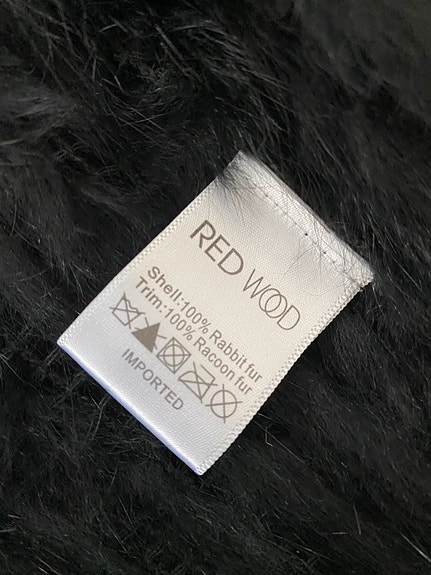 RED WOOD
Shell:100% Rabbit fur
Trim:100% Racoon fur
IMPORTED